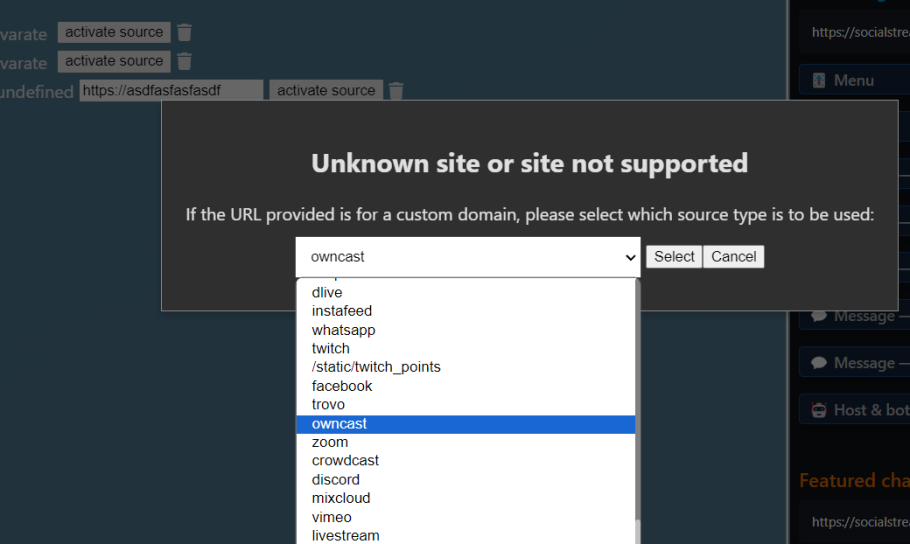 varate activate source
varate activate source
undefined https://asdfasfasfasdf activate source
https://socialstre
Menu
Unknown site or site not supported
If the URL provided is for a custom domain, please select which source type is to be used:
owncast Select Cancel
dlive
instafeed
whatsapp
twitch
/static/twitch_points
facebook
trovo
owncast
zoom
crowdcast
discord
mixcloud
vimeo
livestream
Message —
Message —
Host & bot
Featured cha
https://socialstre